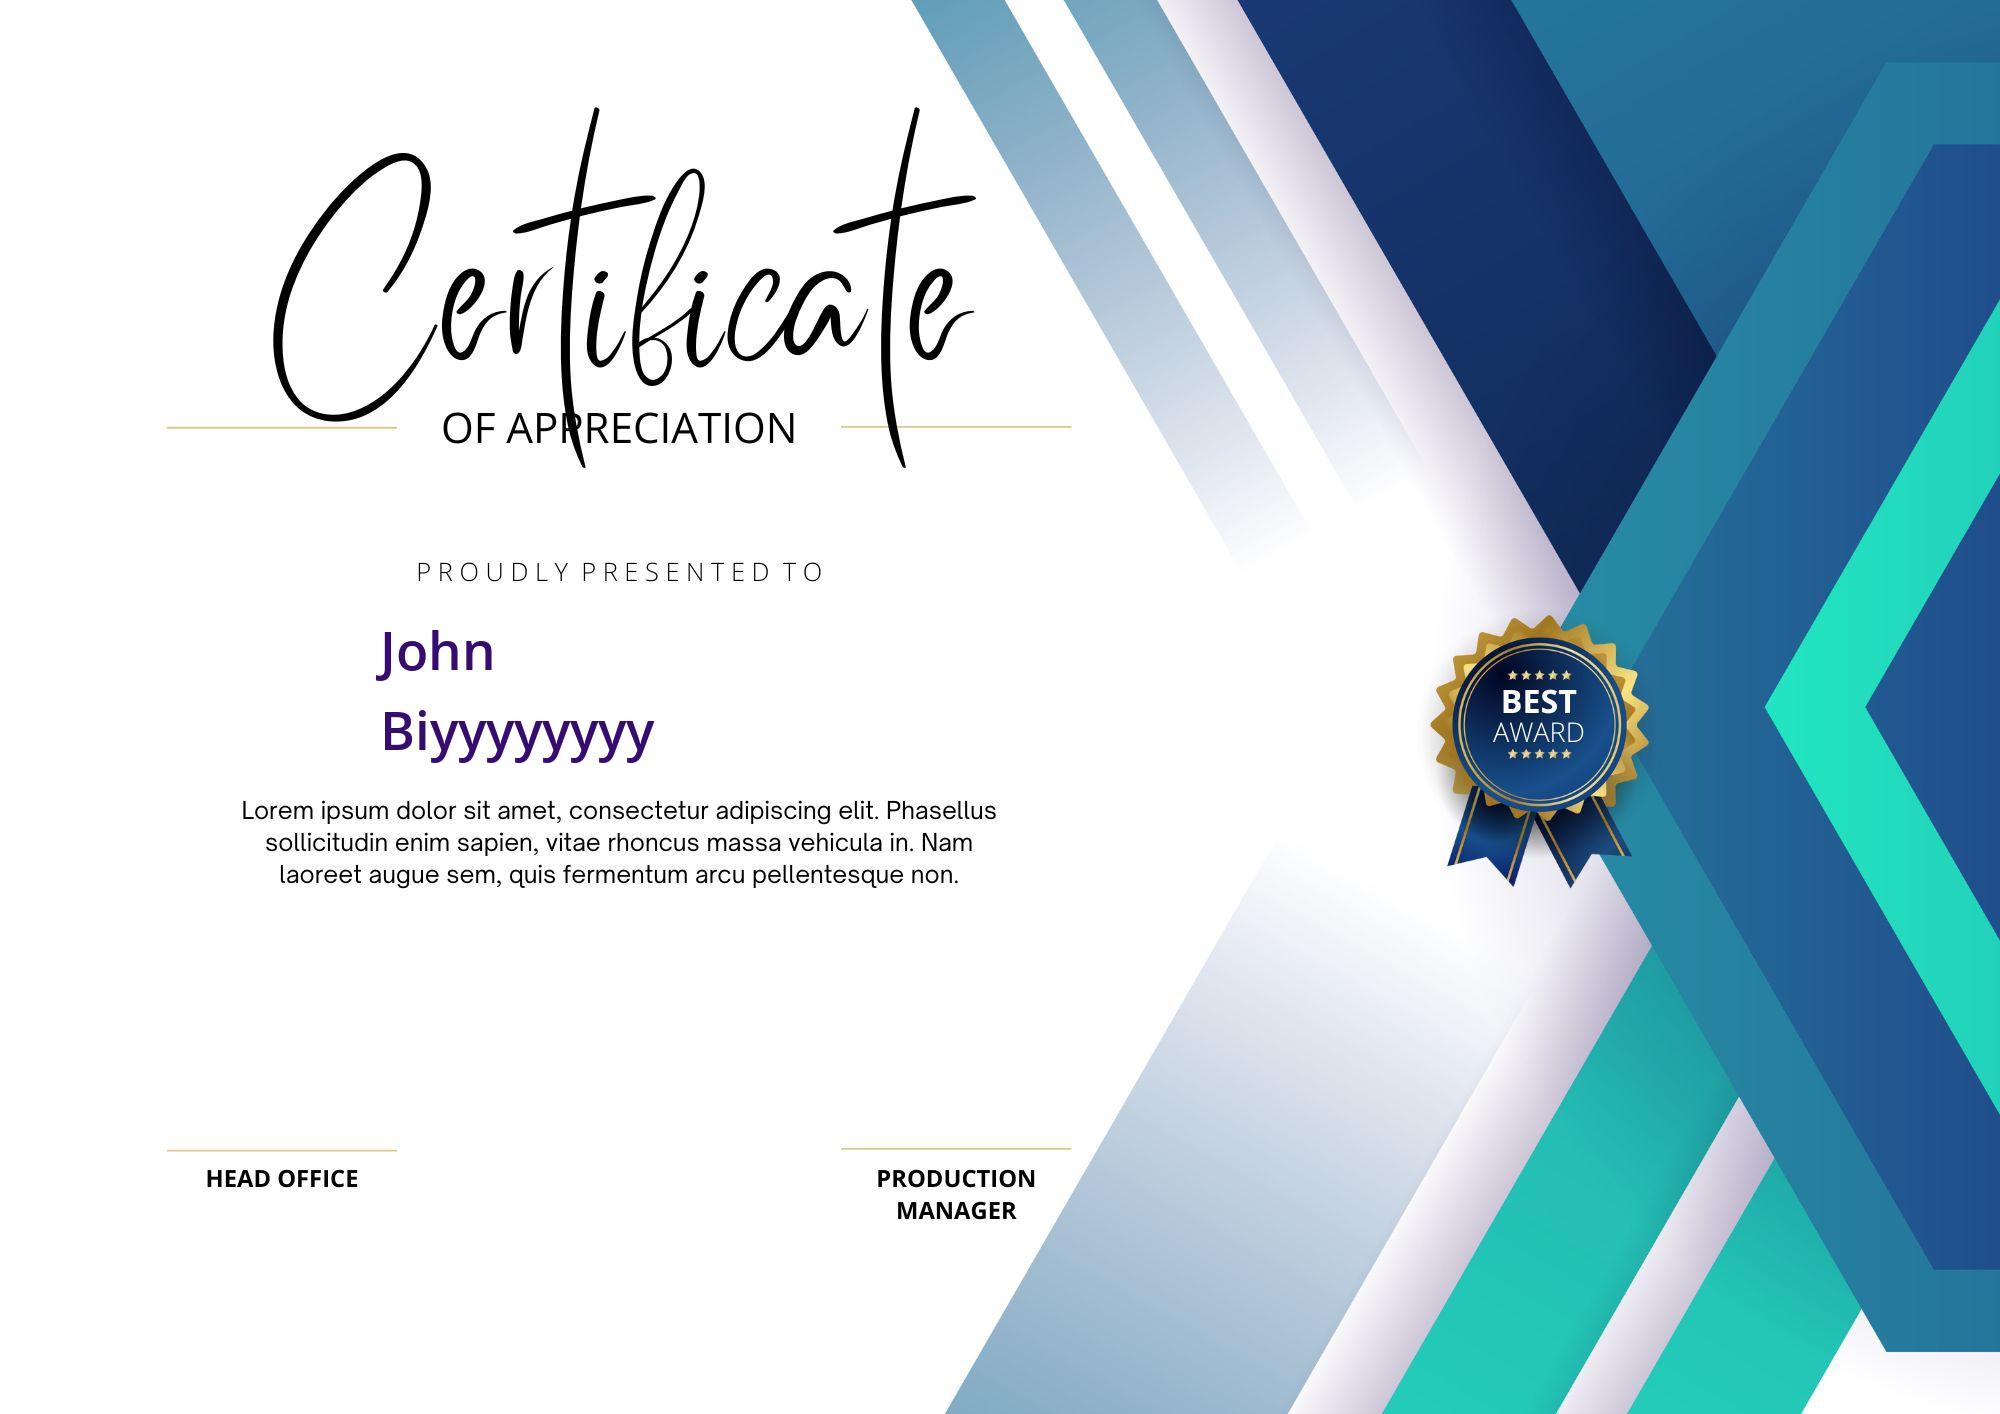 Certificate
OF APPRECIATION
PROUDLY PRESENTED TO
John
Biyyyyyyyy
Lorem ipsum dolor sit amet, consectetur adipiscing elit. Phasellus
sollicitudin enim sapien, vitae rhoncus massa vehicula in. Nam
laoreet augue sem, quis fermentum arcu pellentesque non.
BEST
AWARD
HEAD OFFICE
PRODUCTION
MANAGER